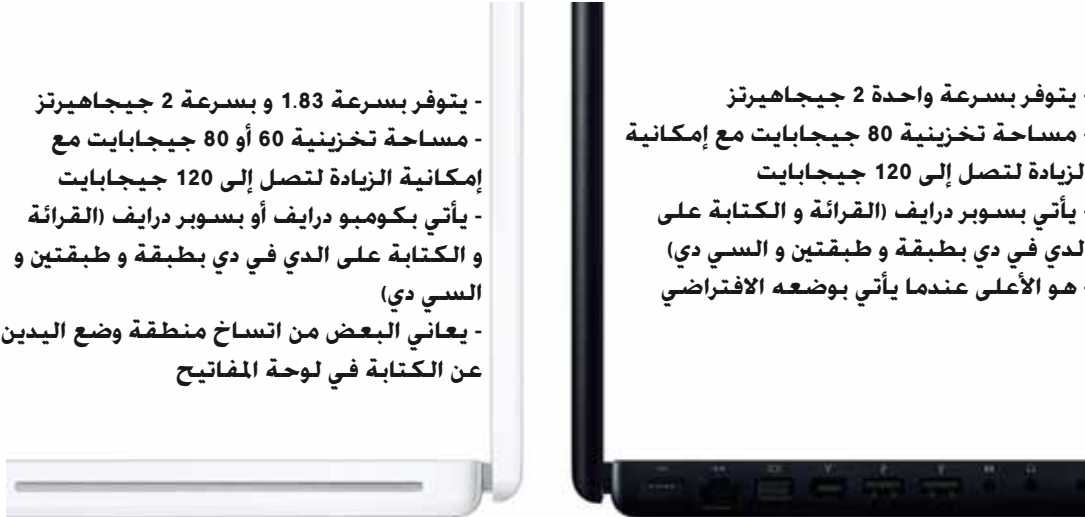 - يتوفر بسرعة واحدة 2 جيجاهيرتز
- مساحة تخزينية 80 جيجابايت مع إمكانية
لزيادة لتصل إلى 120 جيجابايت
- يأتي بسوبر درايف (القرائة و الكتابة على
لدي في دي بطبقة و طبقتين و السي دي)
- هو الأعلى عندما يأتي بوضعه الافتراضي
- يتوفر بسرعة 1.83 و بسرعة 2 جيجاهيرتز
- مساحة تخزينية 60 أو 80 جيجابايت مع
إمكانية الزيادة لتصل إلى 120 جيجابايت
- يأتي بكومبو درايف أو بسوبر درايف (القرائة
و الكتابة على الدي في دي بطبقة و طبقتين و
السي دي)
- يعاني البعض من اتساخ منطقة وضع اليدين
عن الكتابة في لوحة المفاتيح